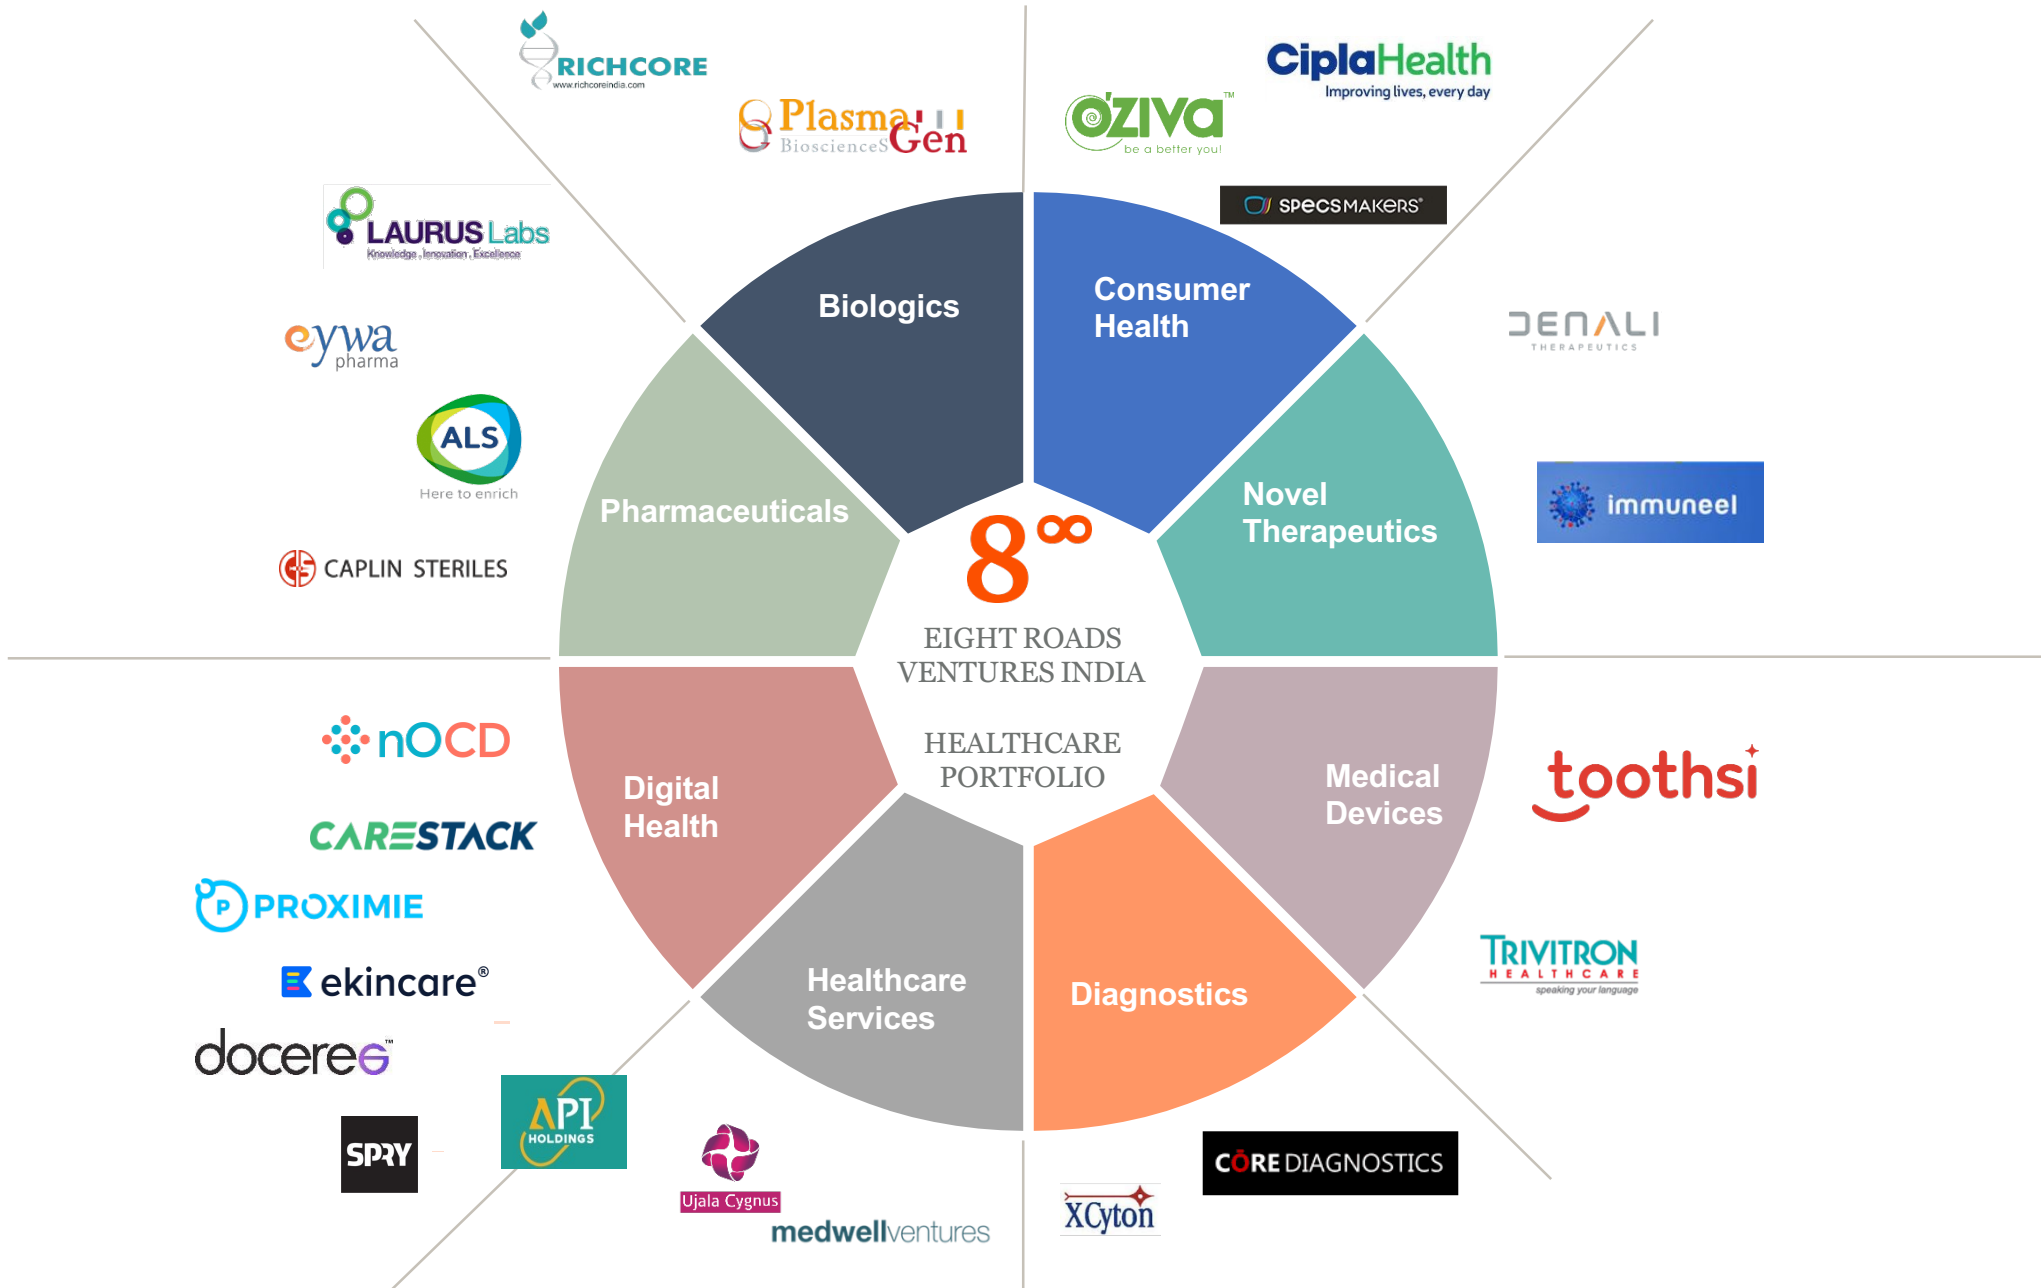 RICHCORE
www.richcoreindia.com
Plasma
BiosciencesS Gen
CiplaHealth
Improving lives, every day
O'ZIVA™
be a better you!
SPECSMAKERS®
LAURUS Labs
Knowledge . Innovation . Excellence
eywa
pharma
ALS
Here to enrich
CAPLIN STERILES
DENALI
THERAPEUTICS
immuneel
Biologics
Consumer
Health
Pharmaceuticals
Novel
Therapeutics
8∞
EIGHT ROADS
VENTURES INDIA
HEALTHCARE
PORTFOLIO
Digital
Health
Medical
Devices
Healthcare
Services
Diagnostics
nOCD
CARESTACK
P PROXIMIE
ekincare®
doceree™
SPRY
API
HOLDINGS
Ujala Cygnus
medwellventures
XCyton
CORE DIAGNOSTICS
toothsi
TRIVITRON
HEALTHCARE
speaking your language